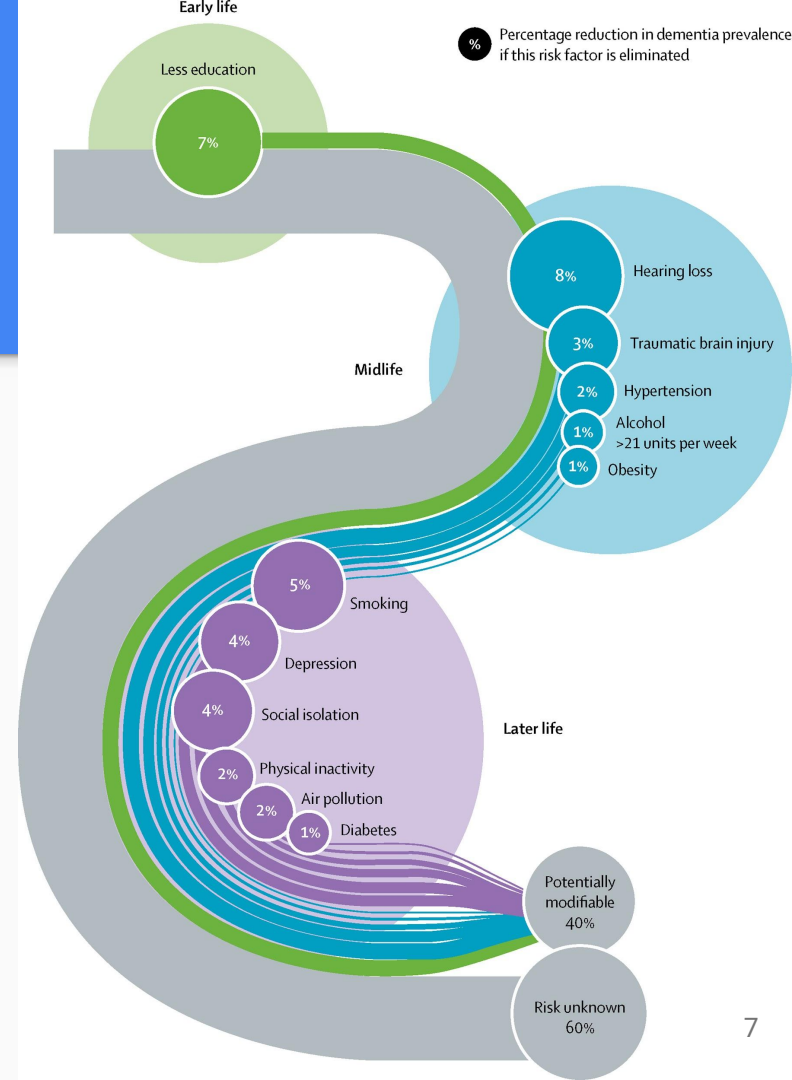 Early life
% Percentage reduction in dementia prevalence
if this risk factor is eliminated
Less education
7%
8%
Hearing loss
3%
Traumatic brain injury
Midlife
2%
Hypertension
1%
Alcohol
>21 units per week
1%
Obesity
5%
Smoking
4%
Depression
4%
Social isolation
Later life
2%
Physical inactivity
2%
Air pollution
1%
Diabetes
Potentially
modifiable
40%
Risk unknown
60%
7